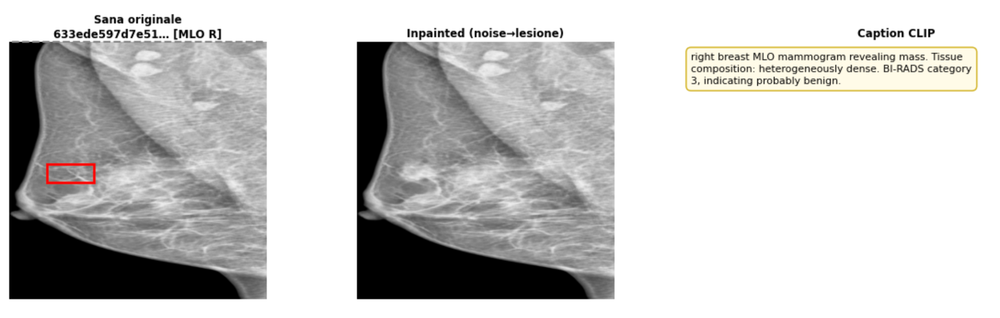 Sana originale
633ede597d7e51... [MLO R]
Inpainted (noise→lesione)
Caption CLIP
right breast MLO mammogram revealing mass. Tissue
composition: heterogeneously dense. BI-RADS category
3, indicating probably benign.